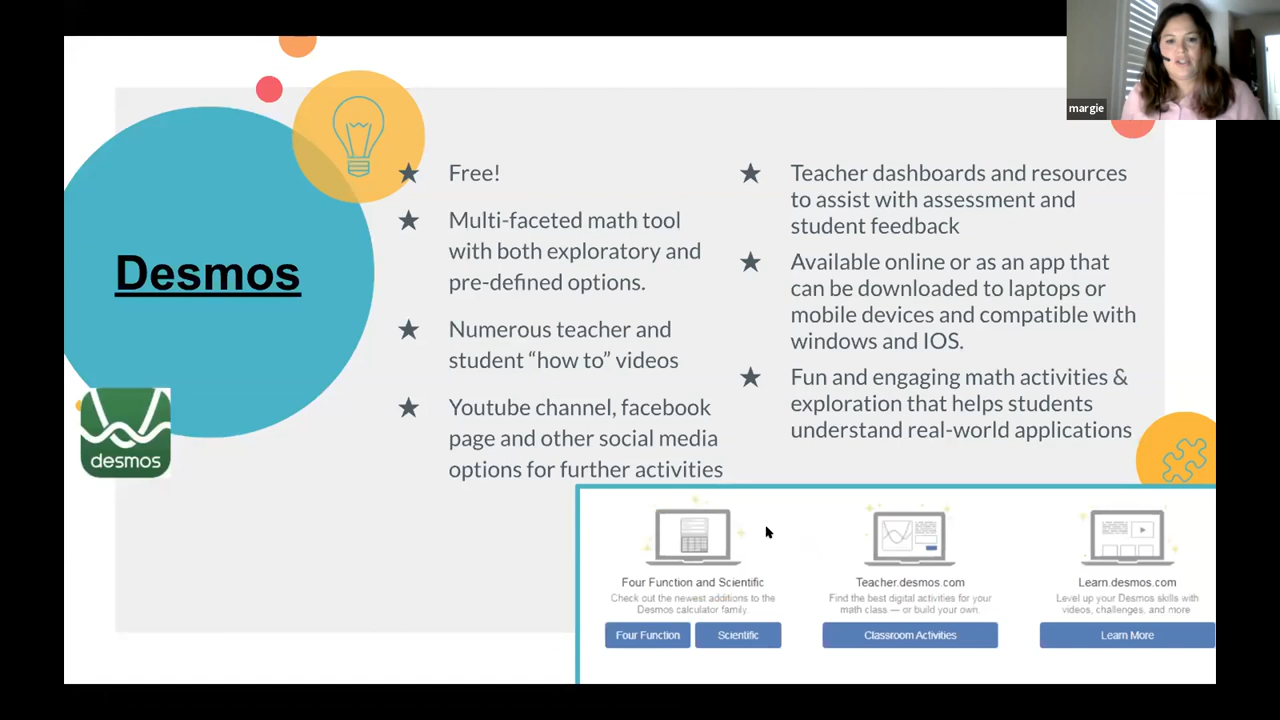 margie
Desmos
desmos
Free!
Multi-faceted math tool
with both exploratory and
pre-defined options.
Numerous teacher and
student “how to” videos
Youtube channel, facebook
page and other social media
options for further activities
Teacher dashboards and resources
to assist with assessment and
student feedback
Available online or as an app that
can be downloaded to laptops or
mobile devices and compatible with
windows and IOS.
Fun and engaging math activities &
exploration that helps students
understand real-world applications
Four Function and Scientific
Check out the newest additions to the
Desmos calculator family
Four Function
Scientific
Teacher.desmos.com
Find the best digital activities for your
math class — or build your own.
Classroom Activities
Learn.desmos.com
Level up your Desmos skills with
videos, challenges, and more
Learn More